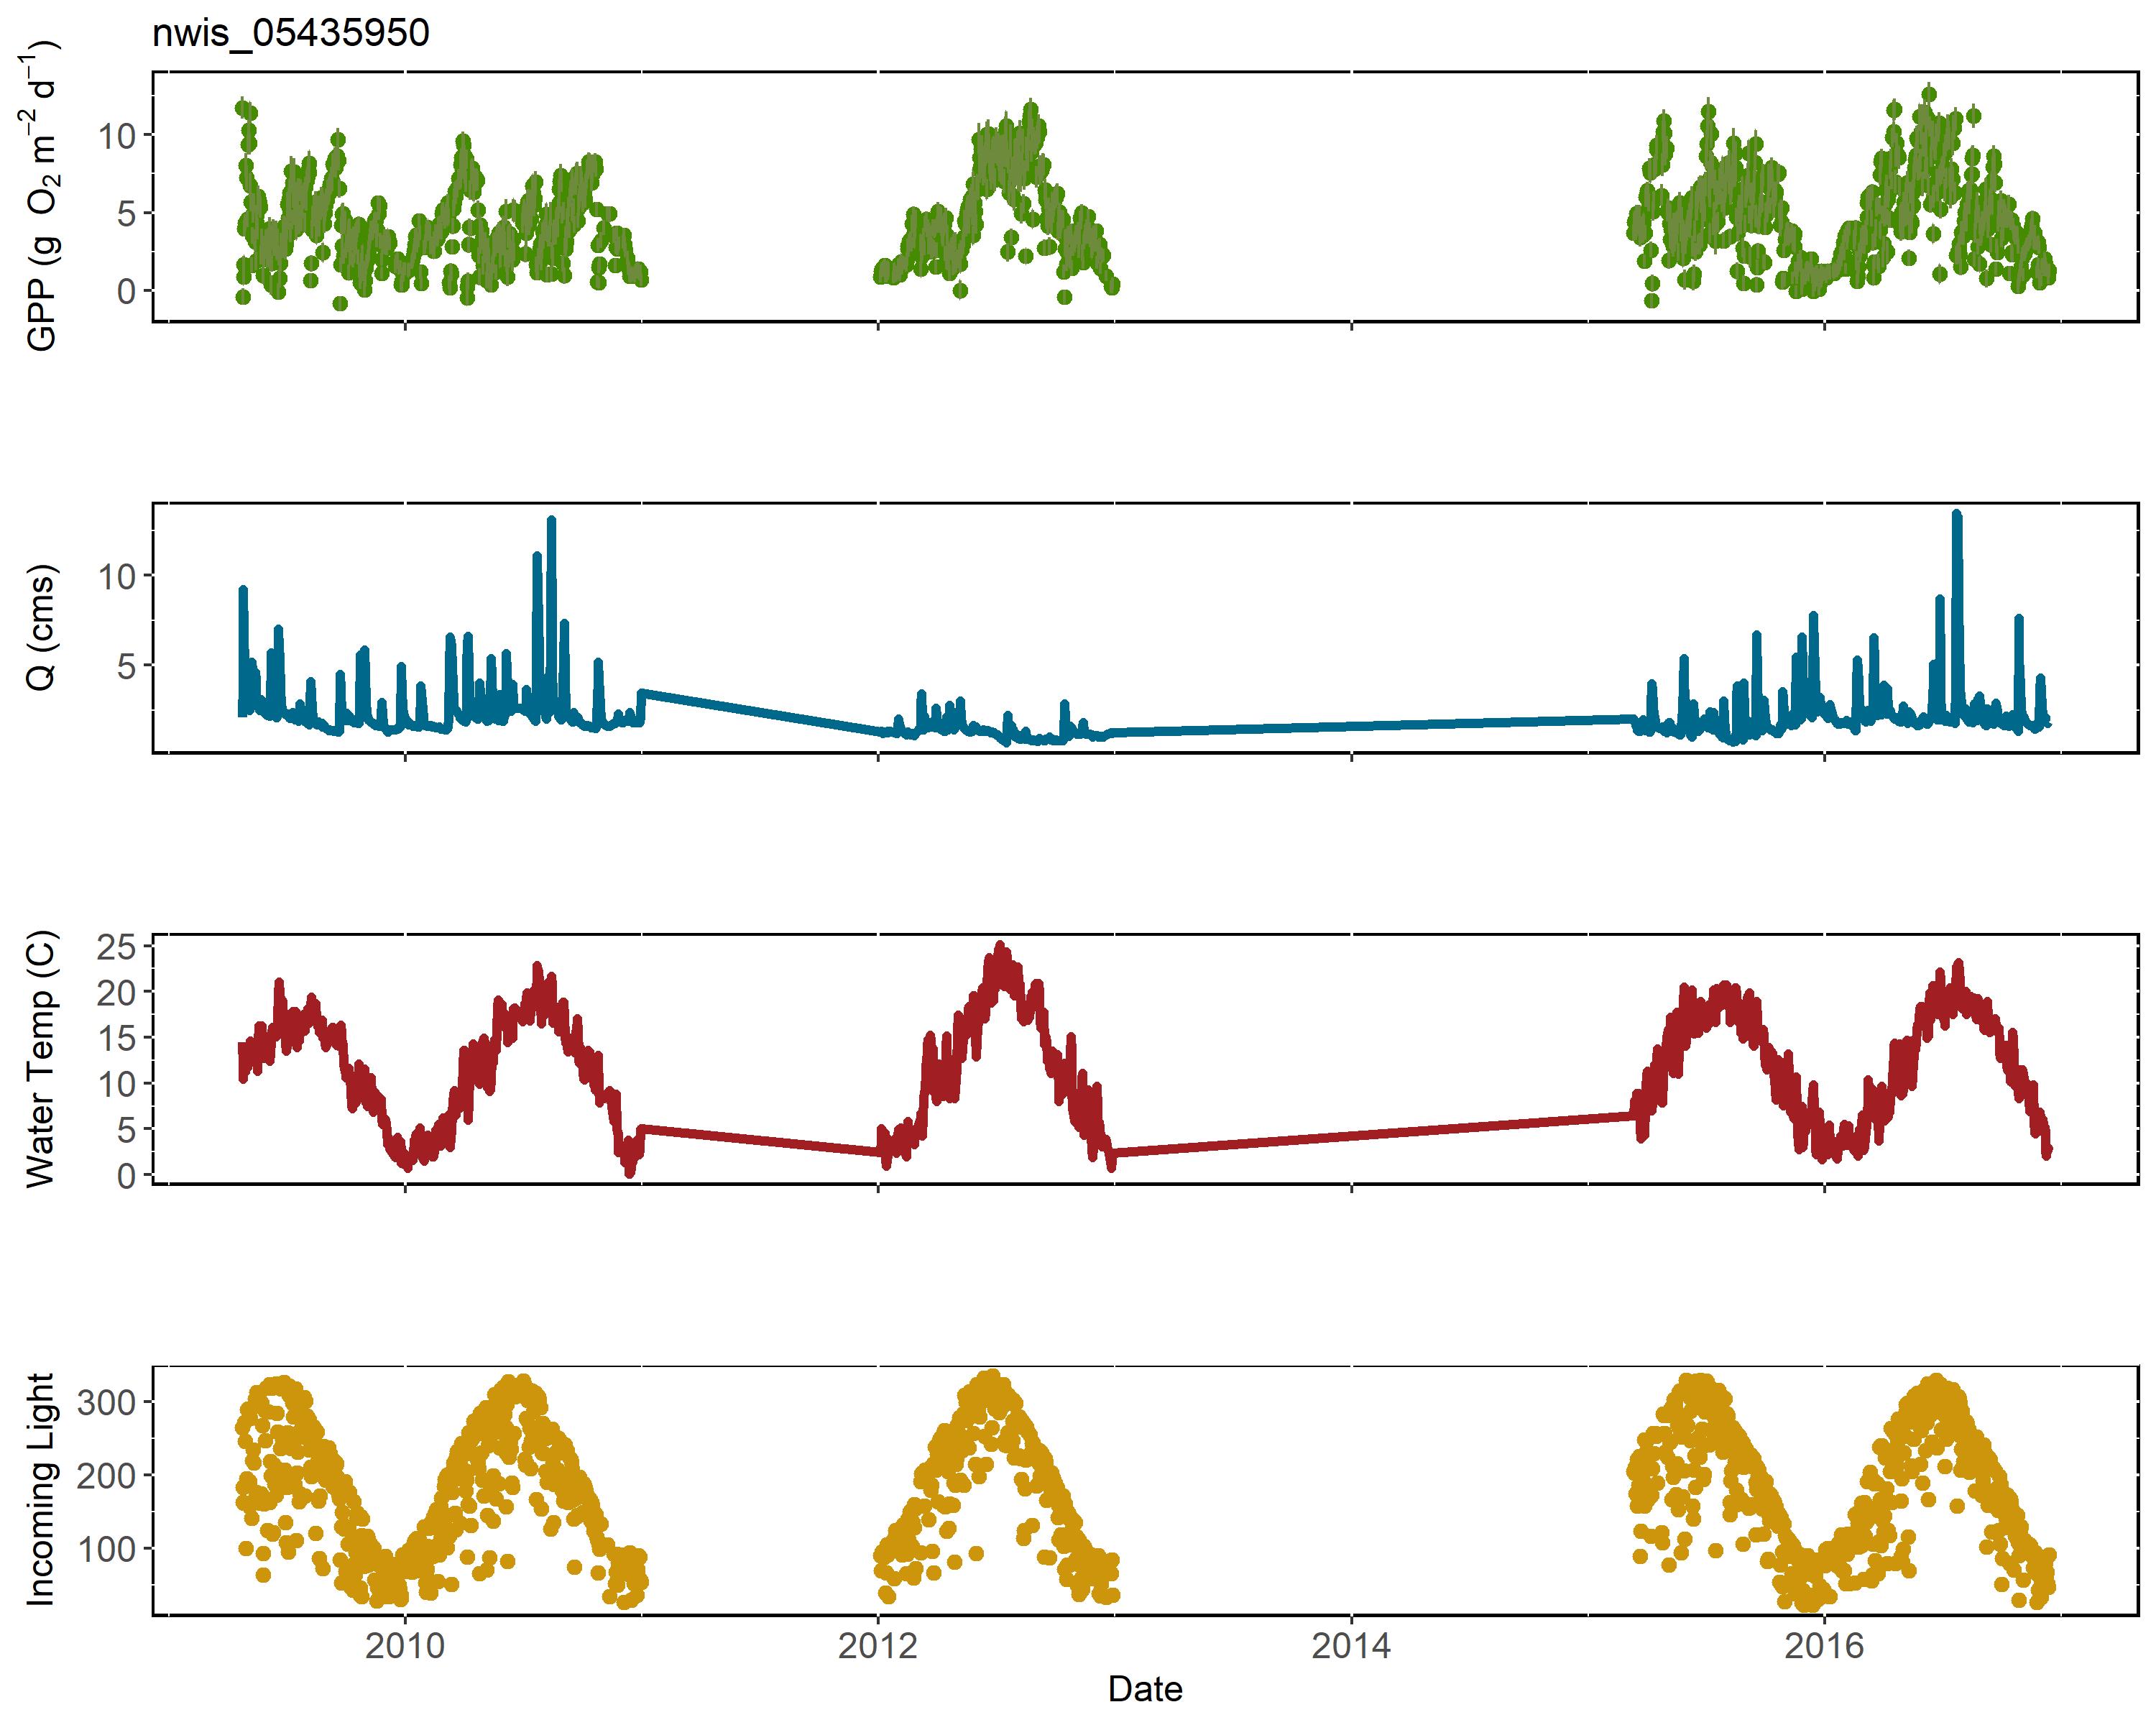 nwis_05435950
GPP (g O₂ m⁻² d⁻¹)
10
5
0
Q (cms)
10
5
Water Temp (C)
25
20
15
10
5
0
Incoming Light
300
200
100
2010 2012 2014 2016
Date